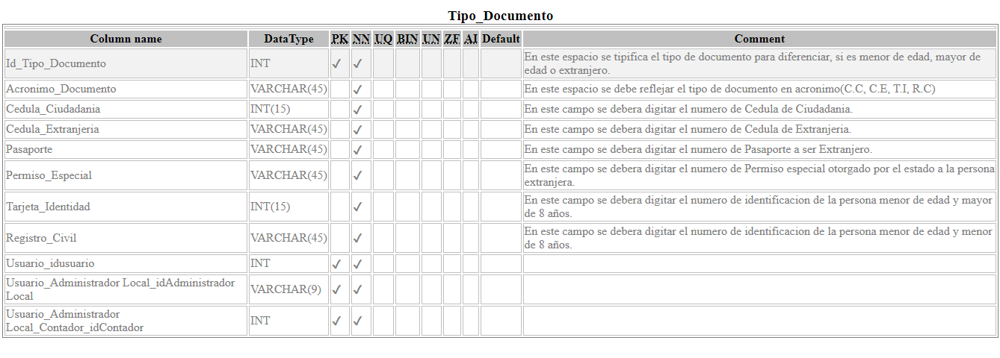 Tipo_Documento
Column name DataType PK NN UQ BIN UN ZF AI Default Comment
Id_Tipo_Documento INT ✓ ✓ En este espacio se tipifica el tipo de documento para diferenciar, si es menor de edad, mayor de
edad o extranjero.
Acronimo_Documento VARCHAR(45) ✓ En este espacio se debe reflejar el tipo de documento en acronimo(C.C, C.E, T.I, R.C)
Cedula_Ciudadania INT(15) ✓ En este campo se debera digitar el numero de Cedula de Ciudadania.
Cedula_Extranjeria VARCHAR(45) ✓ En este campo se debera digitar el numero de Cedula de Extranjeria.
Pasaporte VARCHAR(45) ✓ En este campo se debera digitar el numero de Pasaporte a ser Extranjero.
Permiso_Especial VARCHAR(45) ✓ En este campo se debera digitar el numero de Permiso especial otorgado por el estado a la persona
extranjera.
Tarjeta_Identidad INT(15) ✓ En este campo se debera digitar el numero de identificacion de la persona menor de edad y mayor
de 8 años.
Registro_Civil VARCHAR(45) ✓ En este campo se debera digitar el numero de identificacion de la persona menor de edad y menor
de 8 años.
Usuario_idusuario INT ✓ ✓
Usuario_Administrador Local_idAdministrador
Local VARCHAR(9) ✓ ✓
Usuario_Administrador
Local_Contador_idContador INT ✓ ✓